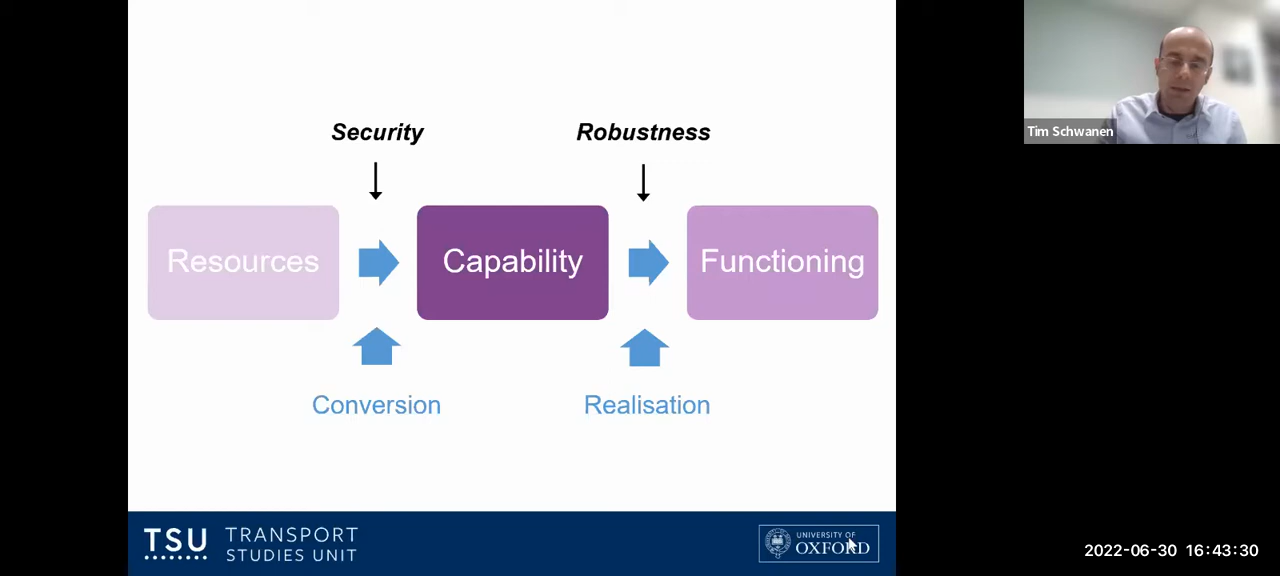 Security
Robustness
Resources
Capability
Functioning
Conversion
Realisation
TSU
TRANSPORT
STUDIES UNIT
UNIVERSITY OF
OXFORD
Tim Schwanen
2022-06-30 16:43:30